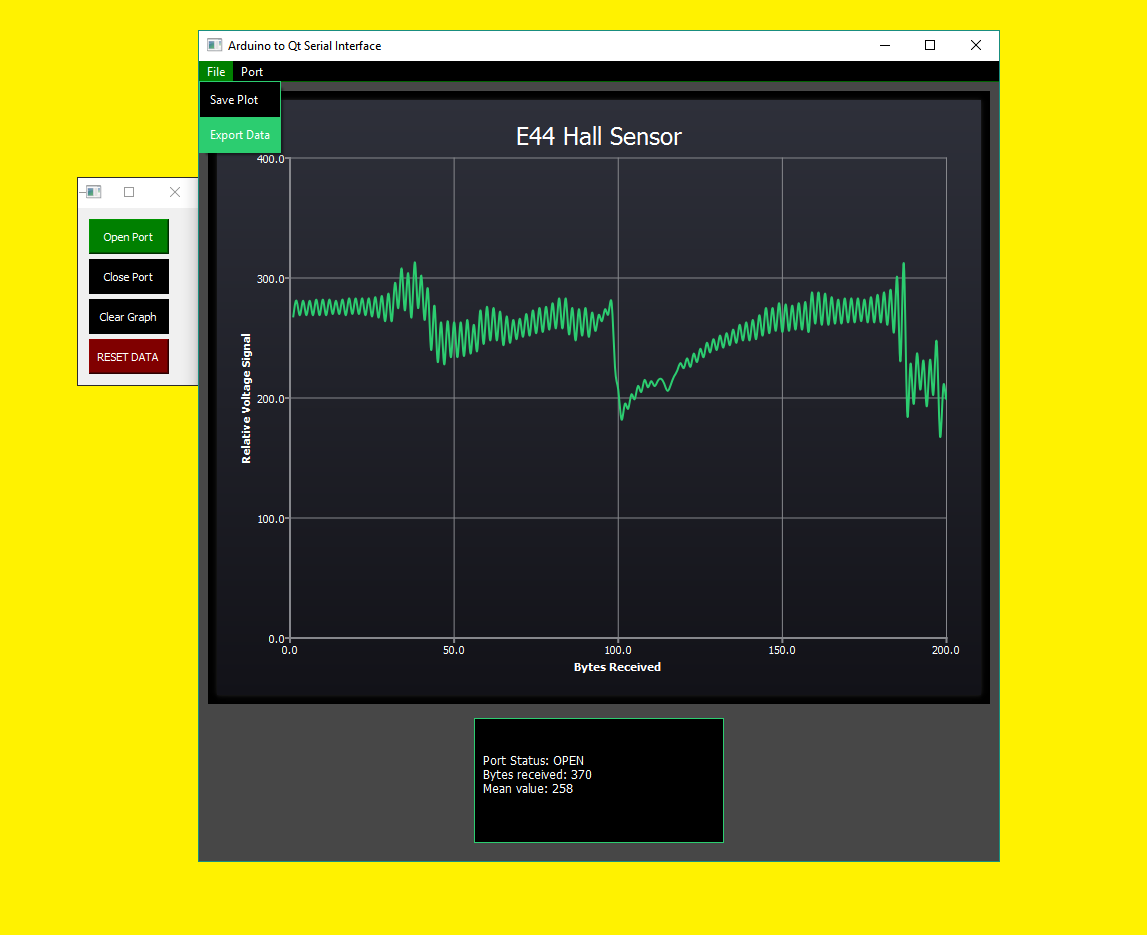 Arduino to Qt Serial Interface
File Port
Save Plot
Export Data
Open Port
Close Port
Clear Graph
RESET DATA
E44 Hall Sensor
400.0
300.0
200.0
100.0
0.0
Relative Voltage Signal
0.0 50.0 100.0 150.0 200.0
Bytes Received
Port Status: OPEN
Bytes received: 370
Mean value: 258